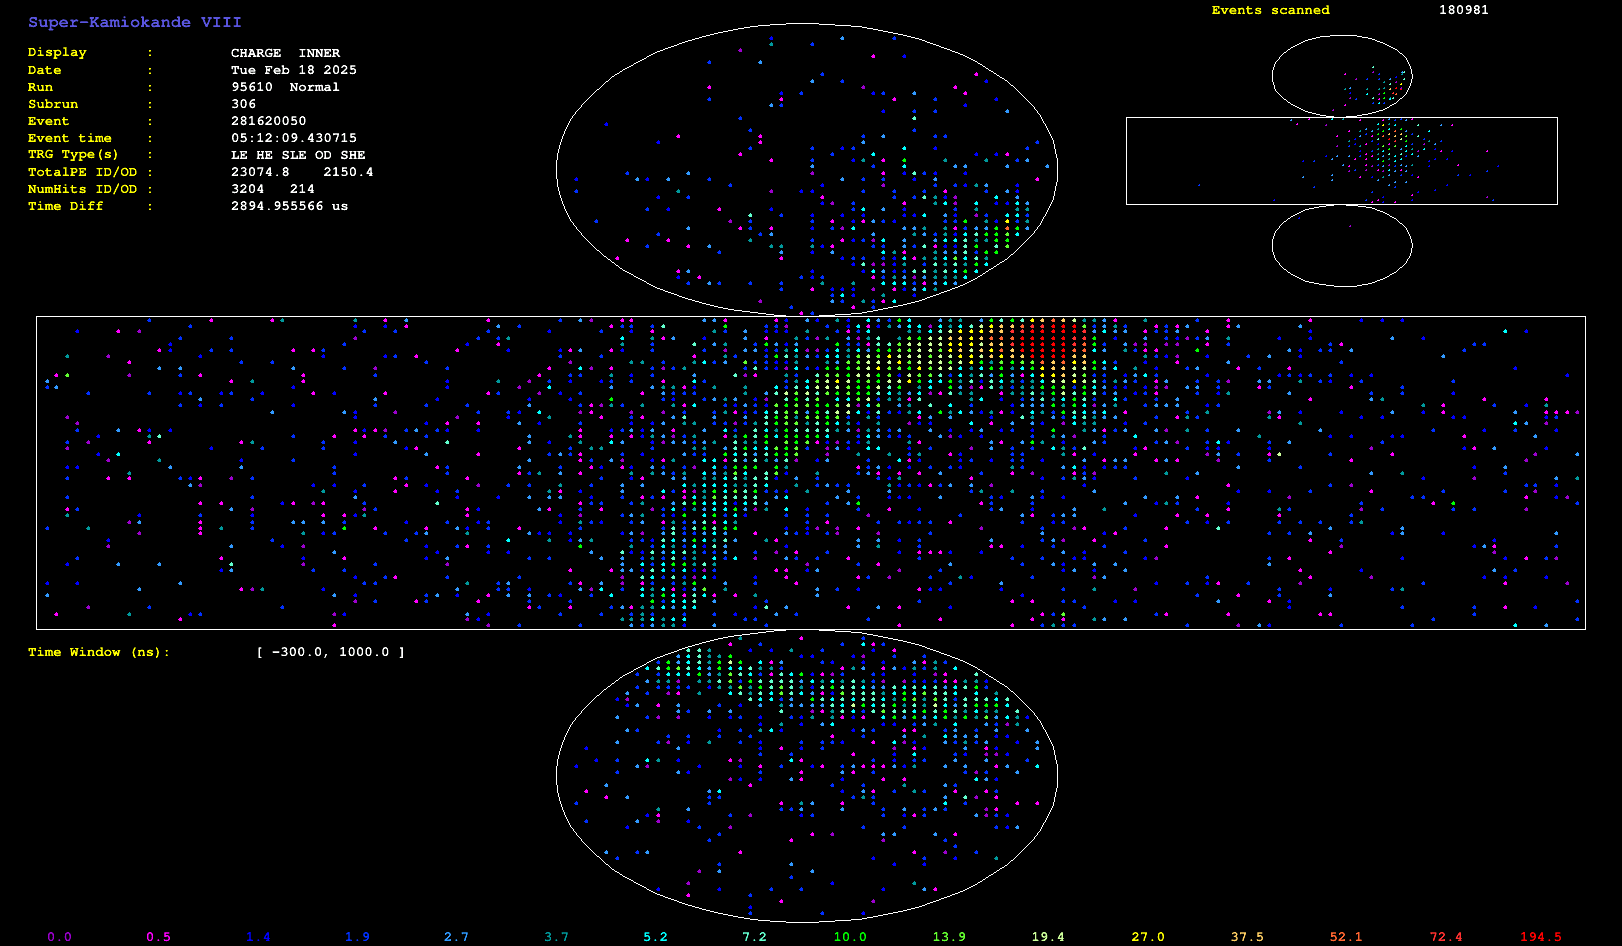 Super-Kamiokande VIII
Events scanned 180981
Display : CHARGE INNER
Date : Tue Feb 18 2025
Run : 95610 Normal
Subrun : 306
Event : 281620050
Event time : 05:12:09.430715
TRG Type(s) : LE HE SLE OD SHE
TotalPE ID/OD : 23074.8 2150.4
NumHits ID/OD : 3204 214
Time Diff : 2894.955566 us
Time Window (ns): [ -300.0, 1000.0 ]
0.0 0.5 1.4 1.9 2.7 3.7 5.2 7.2 10.0 13.9 19.4 27.0 37.5 52.1 72.4 194.5